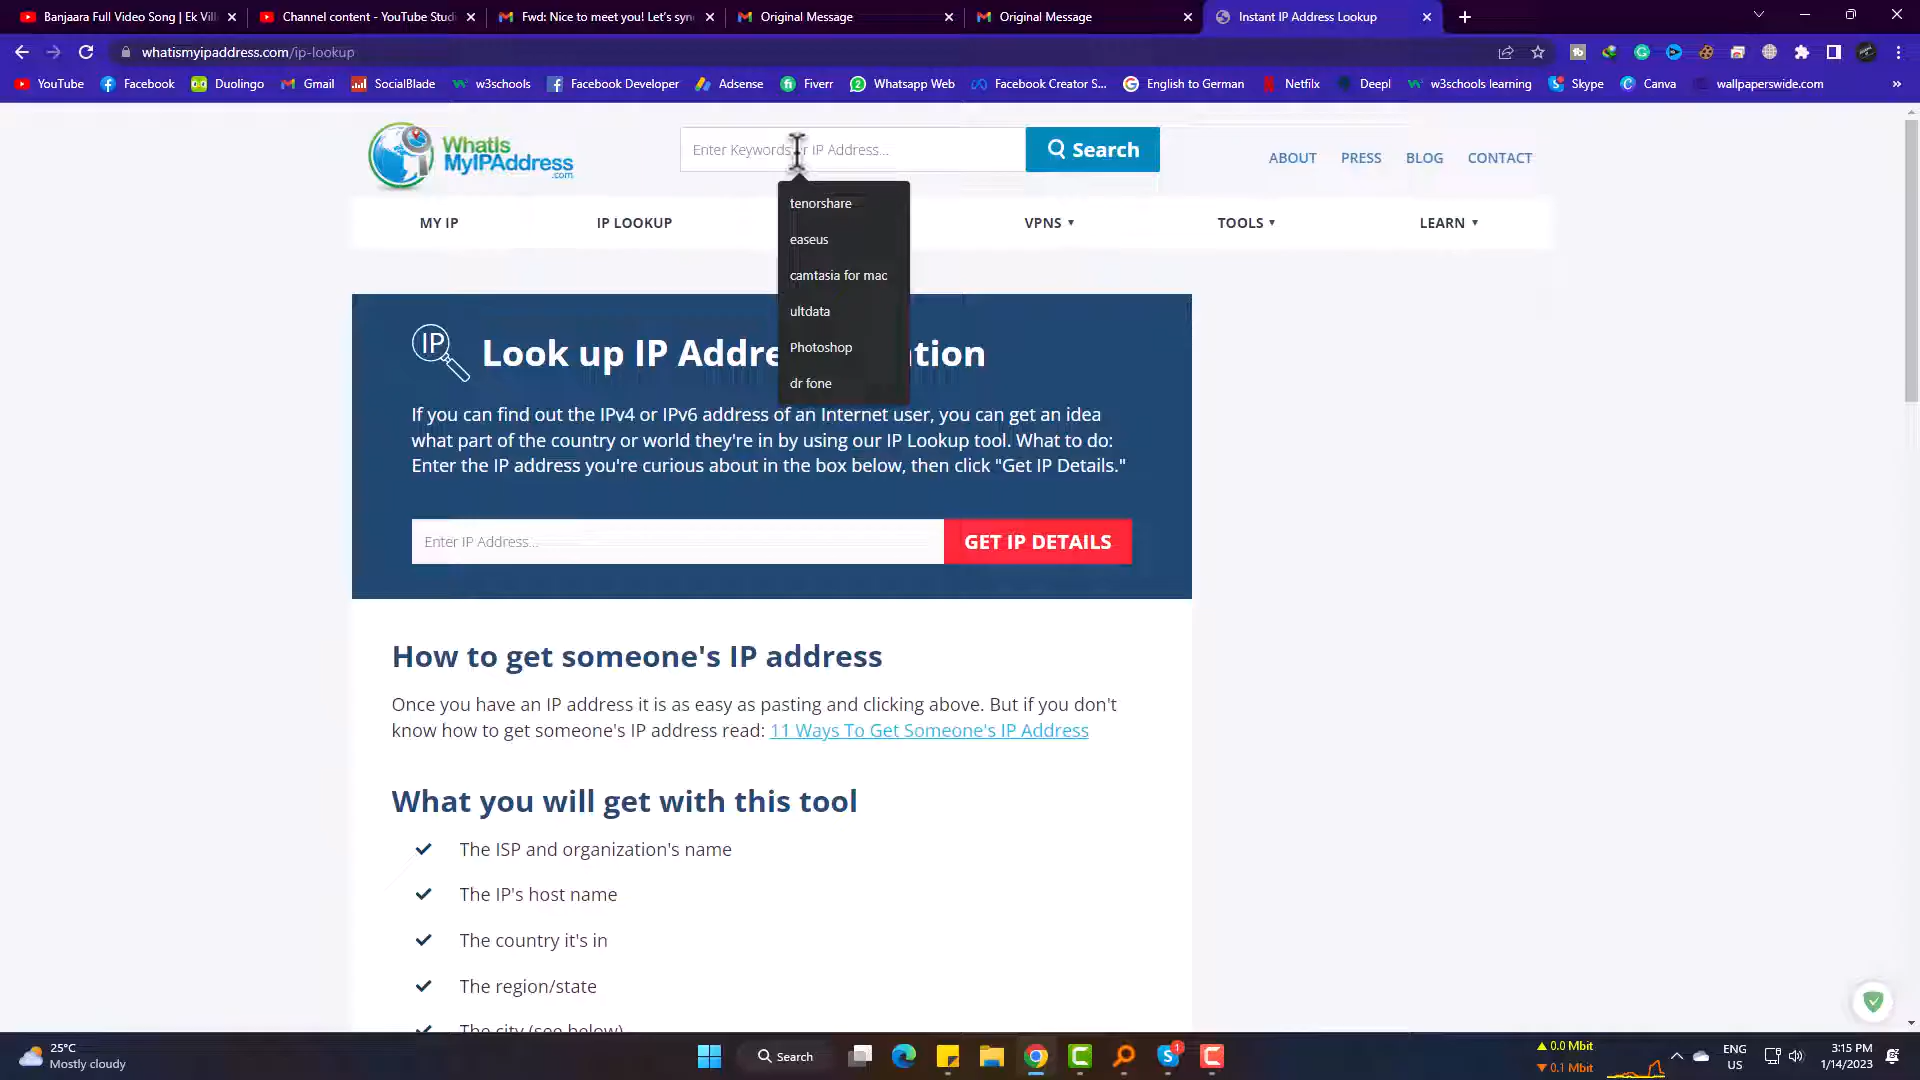 Banjaara Full Video Song | Ek Vill
Channel content - YouTube Studi
Fwd: Nice to meet you! Let's syn
Original Message
Original Message
Instant IP Address Lookup
whatismyipaddress.com/ip-lookup
YouTube
Facebook
Duolingo
Gmail
SocialBlade
w3schools
Facebook Developer
Adsense
Fiverr
Whatsapp Web
Facebook Creator S...
English to German
Netfilx
Deepl
w3schools learning
Skype
Canva
wallpaperswide.com
»
WhatIs
MyIPAddress
.com
Enter Keywords or IP Address...
Search
ABOUT
PRESS
BLOG
CONTACT
MY IP
IP LOOKUP
VPNS
TOOLS
LEARN
tenorshare
easeus
camtasia for mac
ultdata
Photoshop
dr fone
IP
Look up IP Addre
tion
If you can find out the IPv4 or IPv6 address of an Internet user, you can get an idea
what part of the country or world they're in by using our IP Lookup tool. What to do:
Enter the IP address you're curious about in the box below, then click "Get IP Details."
Enter IP Address...
GET IP DETAILS
How to get someone's IP address
Once you have an IP address it is as easy as pasting and clicking above. But if you don't
know how to get someone's IP address read: 11 Ways To Get Someone's IP Address
What you will get with this tool
The ISP and organization's name
The IP's host name
The country it's in
The region/state
The city (see below)
25°C
Mostly cloudy
Search
1
0.0 Mbit
0.1 Mbit
ENG
US
3:15 PM
1/14/2023